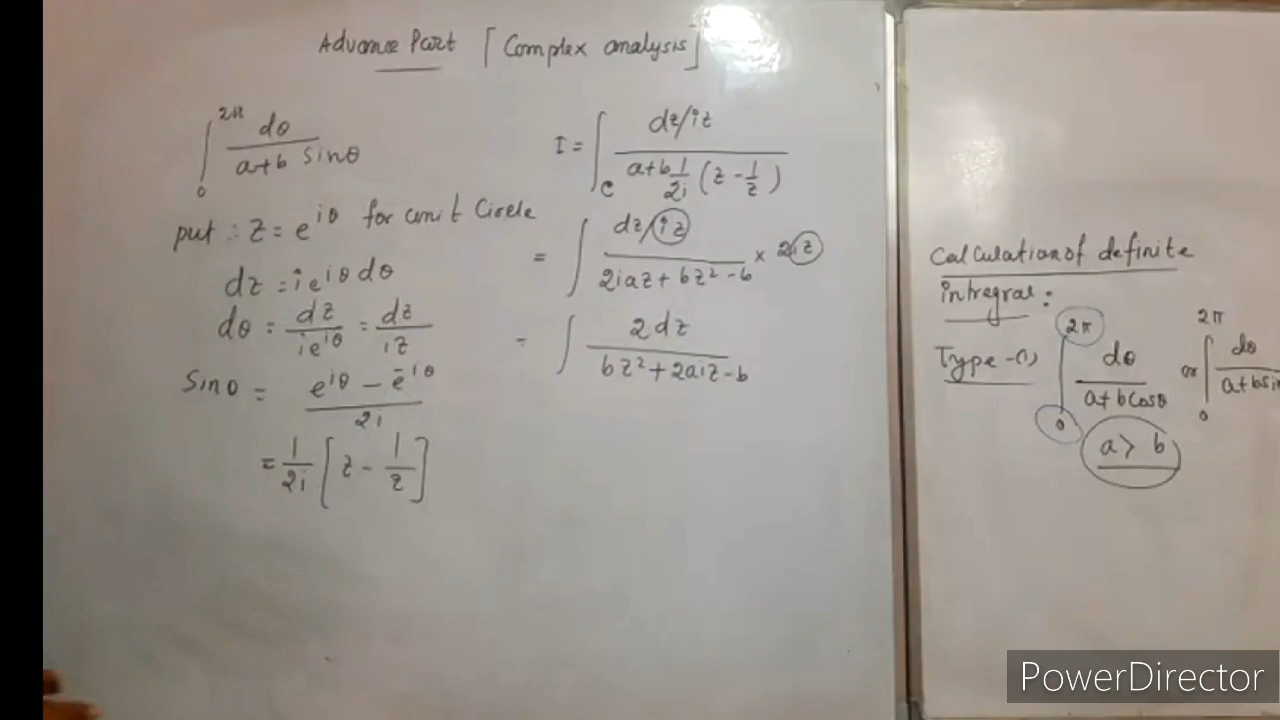 Advance Part [Complex analysis]
∫₀^2π dθ / (a+b sinθ)
put : z = e^iθ for unit Circle
dz = i e^iθ dθ
dθ = dz / ie^iθ = dz / iz
Sinθ = (e^iθ − e^-iθ) / 2i
= 1/2i [z − 1/z]
I = ∫_C (dz/iz) / (a+b 1/2i (z − 1/z))
= ∫ (dz/iz) / (2iaz + bz² − b) × 2iz
= ∫ 2dz / (bz² + 2aiz − b)
Calculation of definite
intregral :
Type -(1) ∫₀^2π dθ / (a+b cosθ) or ∫₀^2π dθ / (a+bsin
a > b
PowerDirector